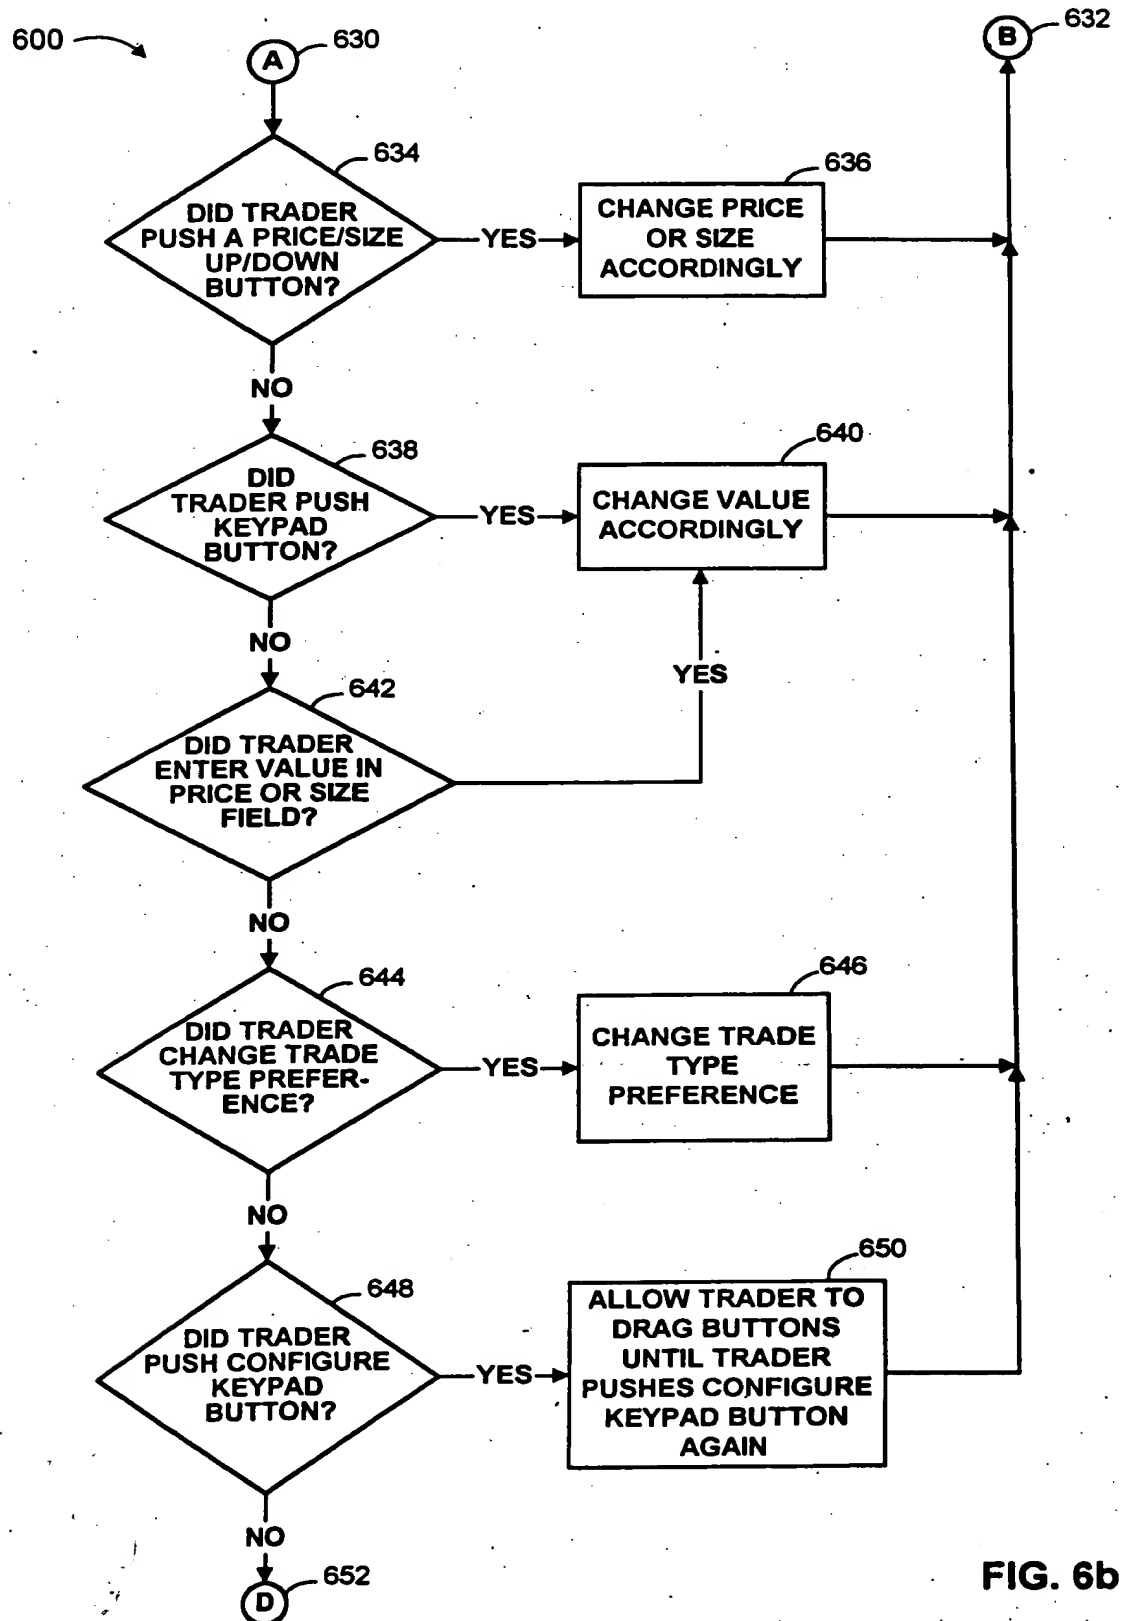 600
A
630
B
632
634
DID TRADER
PUSH A PRICE/SIZE
UP/DOWN
BUTTON?
YES
636
CHANGE PRICE
OR SIZE
ACCORDINGLY
NO
638
DID
TRADER PUSH
KEYPAD
BUTTON?
YES
640
CHANGE VALUE
ACCORDINGLY
NO
YES
642
DID TRADER
ENTER VALUE IN
PRICE OR SIZE
FIELD?
NO
644
DID TRADER
CHANGE TRADE
TYPE PREFER-
ENCE?
YES
646
CHANGE TRADE
TYPE
PREFERENCE
NO
648
DID TRADER
PUSH CONFIGURE
KEYPAD
BUTTON?
YES
650
ALLOW TRADER TO
DRAG BUTTONS
UNTIL TRADER
PUSHES CONFIGURE
KEYPAD BUTTON
AGAIN
NO
D
652
FIG. 6b